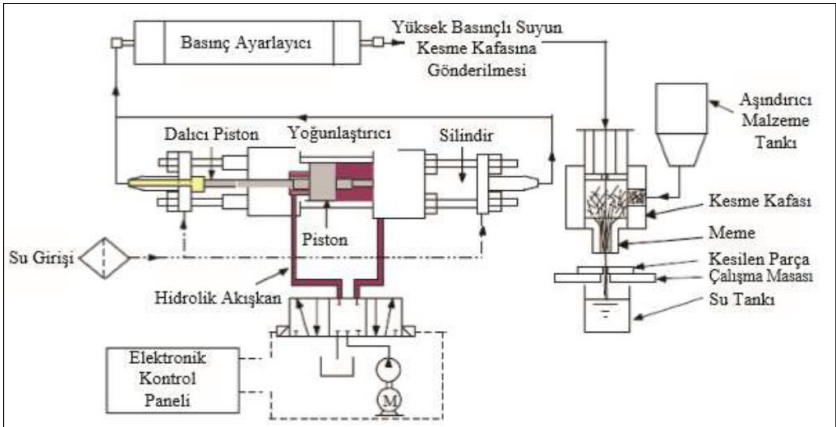 Basınç Ayarlayıcı
Yüksek Basınçlı Suyun
Kesme Kafasına
Gönderilmesi
Aşındırıcı
Malzeme
Tankı
Dalıcı Piston
Yoğunlaştırıcı
Silindir
Kesme Kafası
Piston
Meme
Su Girişi
Kesilen Parça
Çalışma Masası
Hidrolik Akışkan
Su Tankı
Elektronik
Kontrol
Paneli
M